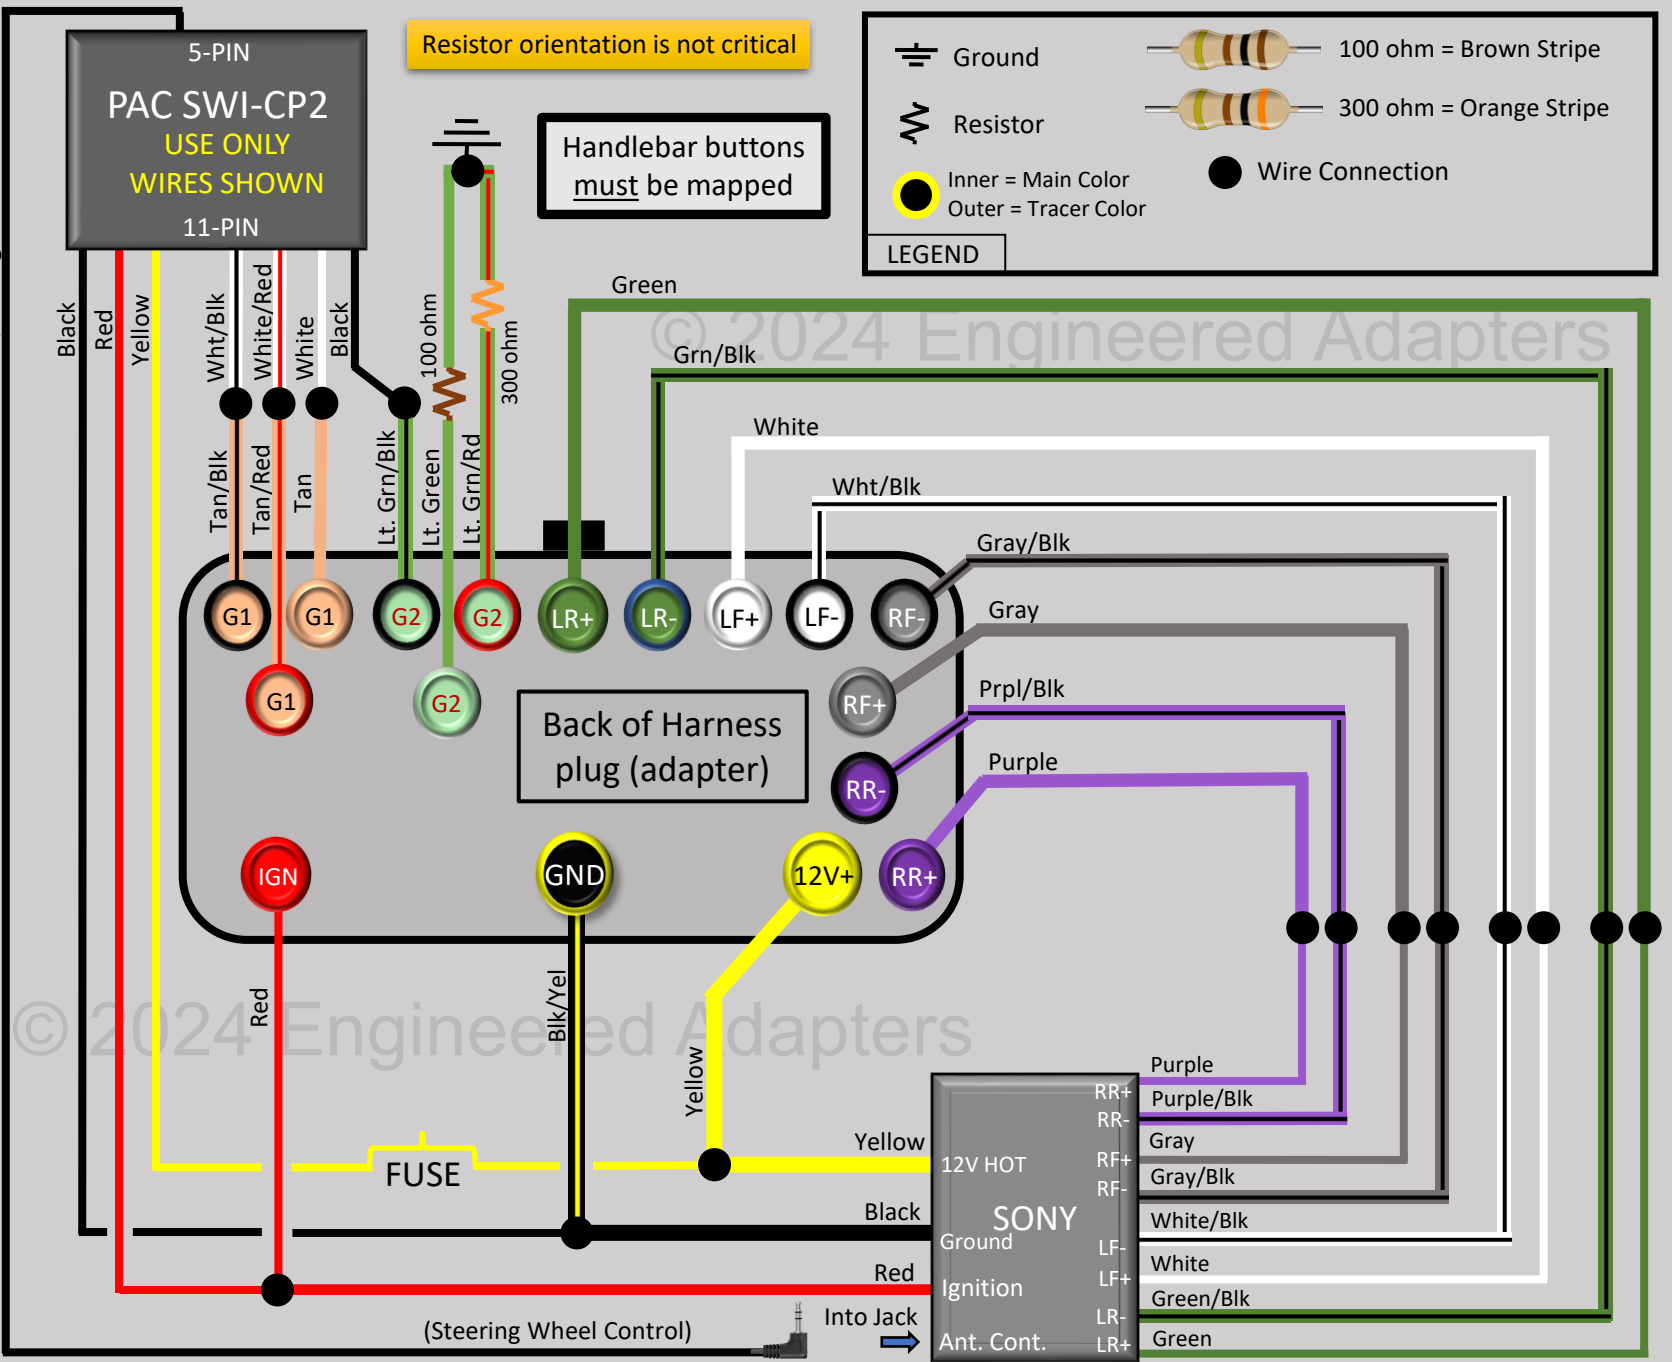 5-PIN
PAC SWI-CP2
USE ONLY
WIRES SHOWN
11-PIN
Resistor orientation is not critical
Handlebar buttons
must be mapped
Ground
Resistor
Inner = Main Color
Outer = Tracer Color
100 ohm = Brown Stripe
300 ohm = Orange Stripe
Wire Connection
LEGEND
Black
Red
Yellow
Wht/Blk
White/Red
White
Black
100 ohm
300 ohm
Tan/Blk
Tan/Red
Tan
Lt. Grn/Blk
Lt. Green
Lt. Grn/Rd
Green
© 2024 Engineered Adapters
Grn/Blk
White
Wht/Blk
Gray/Blk
Gray
Prpl/Blk
Purple
G1
G1
G2
G2
LR+
LR-
LF+
LF-
RF-
G1
G2
RF+
Back of Harness
plug (adapter)
RR-
IGN
GND
12V+
RR+
Red
Blk/Yel
Yellow
© 2024 Engineered Adapters
FUSE
Yellow
Black
Red
Into Jack
(Steering Wheel Control)
12V HOT
SONY
Ground
Ignition
Ant. Cont.
RR+
RR-
RF+
RF-
LF-
LF+
LR-
LR+
Purple
Purple/Blk
Gray
Gray/Blk
White/Blk
White
Green/Blk
Green